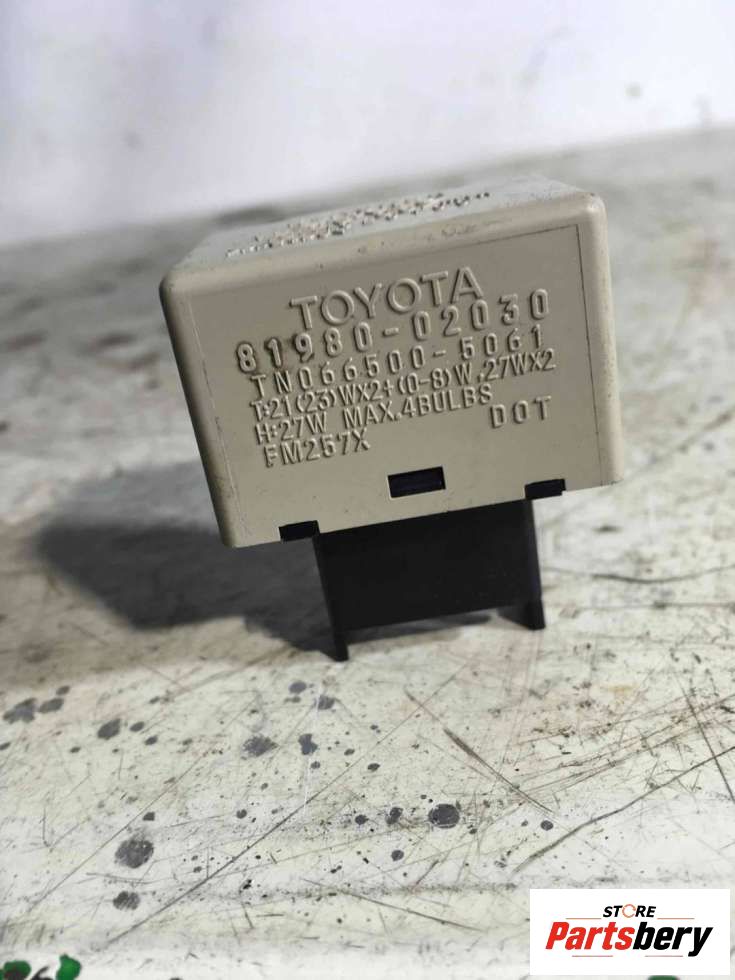 TOYOTA
81980-02030
TN066500-5061
T:21(23)WX2+(0-8)W,27WX2
H:27W MAX.4BULBS
FM257X DOT
STORE
Partsbery